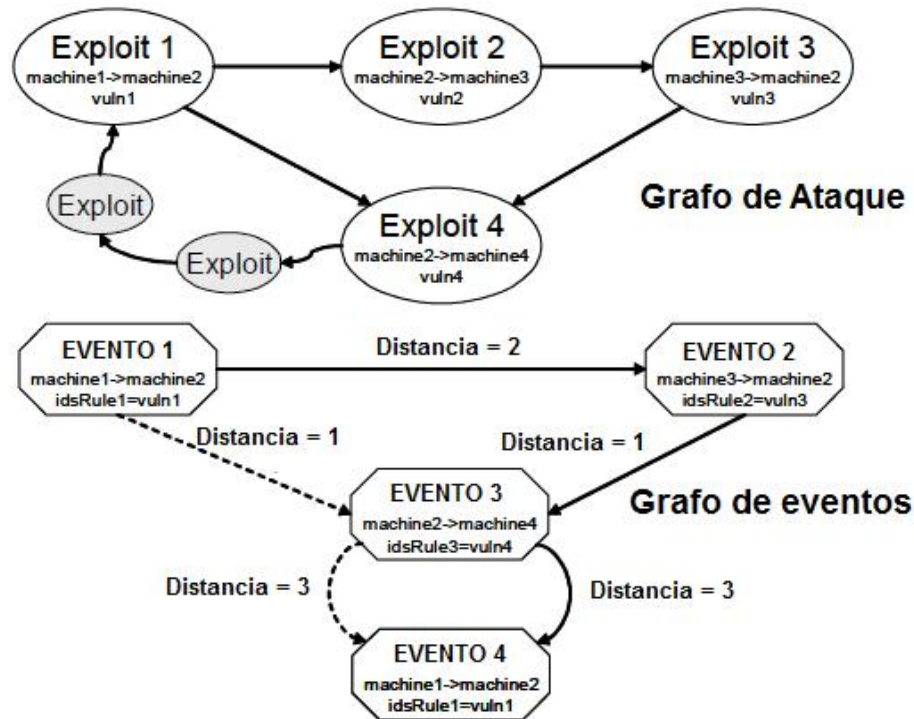 Exploit 1
machine1->machine2
vuln1
Exploit 2
machine2->machine3
vuln2
Exploit 3
machine3->machine2
vuln3
Exploit
Exploit
Exploit 4
machine2->machine4
vuln4
Grafo de Ataque
EVENTO 1
machine1->machine2
idsRule1=vuln1
Distancia = 2
EVENTO 2
machine3->machine2
idsRule2=vuln3
Distancia = 1
Distancia = 1
EVENTO 3
machine2->machine4
idsRule3=vuln4
Grafo de eventos
Distancia = 3
Distancia = 3
EVENTO 4
machine1->machine2
idsRule1=vuln1